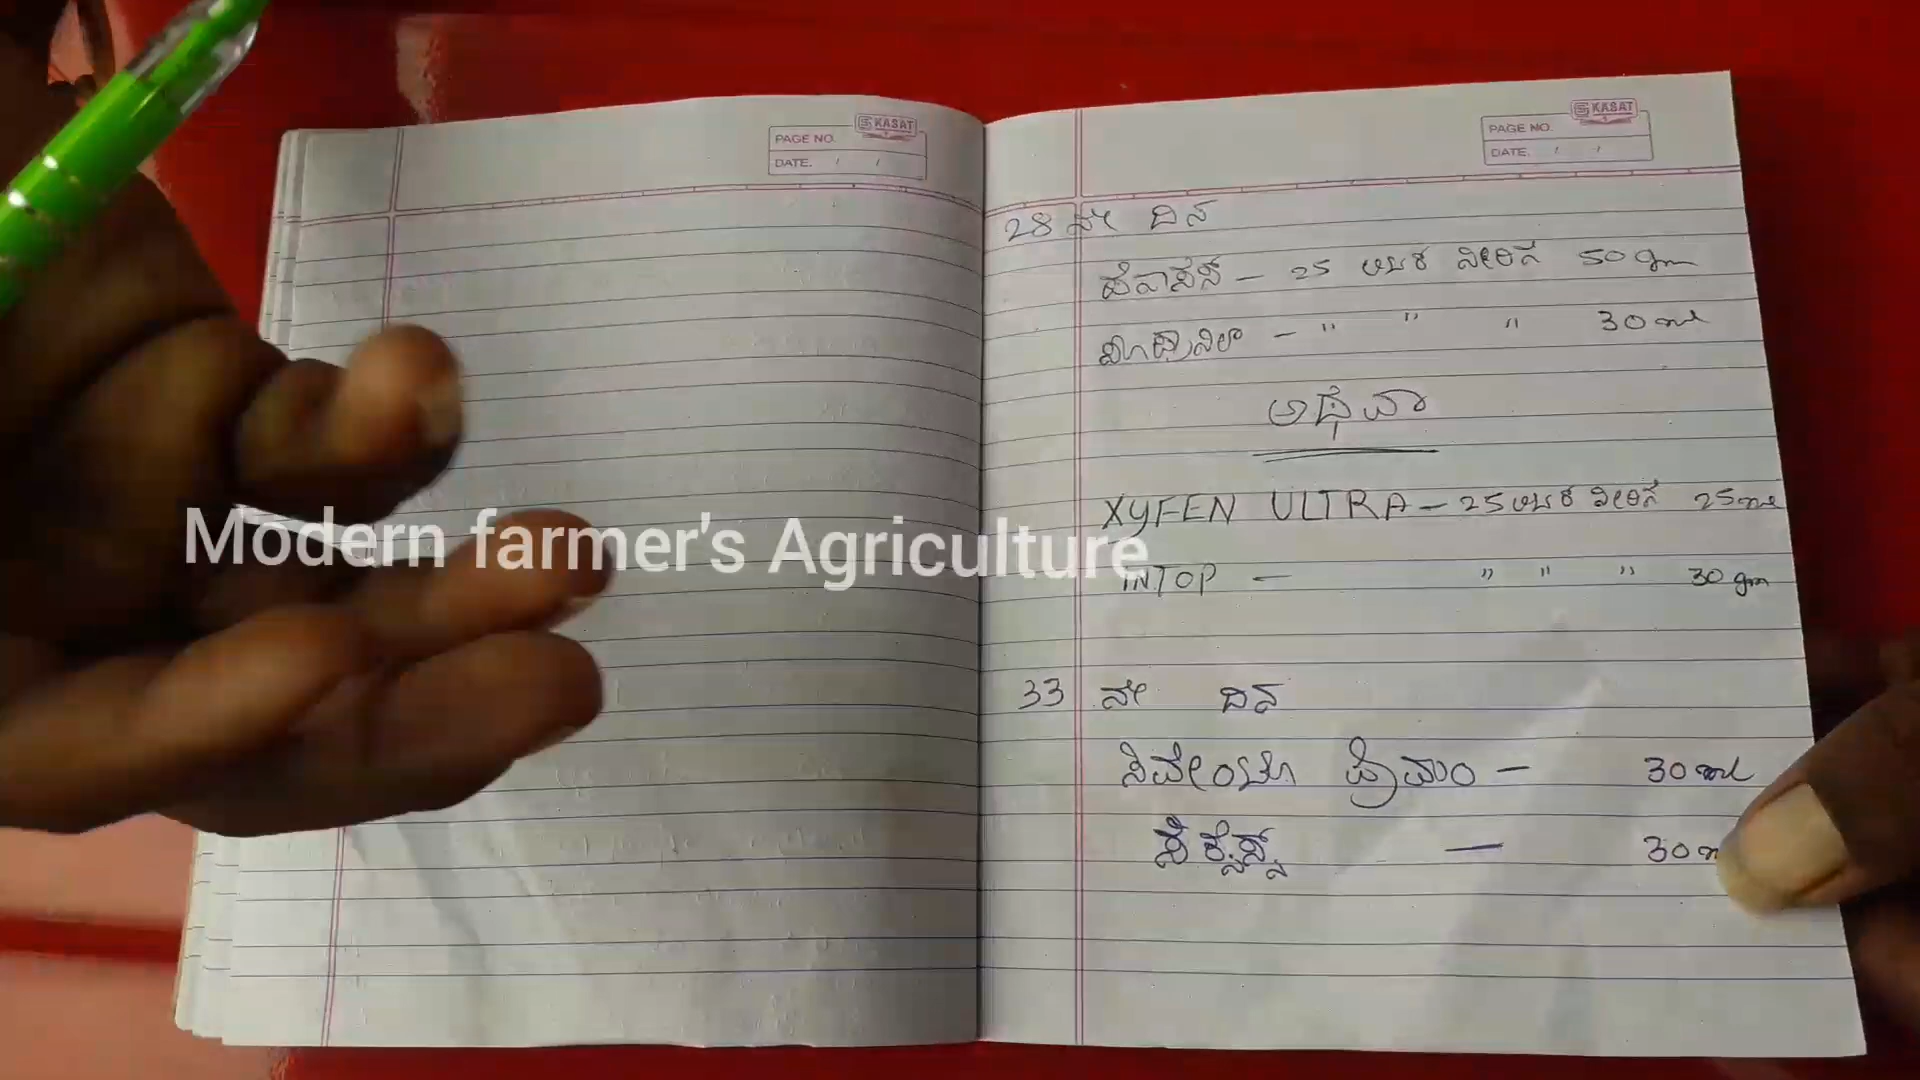 KASAT
PAGE NO.
DATE. / /
KASAT
PAGE NO.
DATE. / /
28 ನೇ ದಿನ
ಪೆಗಾಸಸ್ - 25 ಲೀಟರ ನೀರಿಗೆ 50 gm
- " " " 30 ml
ಅಥವಾ
XYFEN ULTRA - 25 ಲೀಟರ ನೀರಿಗೆ 25 ml
INTOP - " " " 30 gm
Modern farmer's Agriculture
33 ನೇ ದಿನ
ಸಿವೇಂಟೊ ಪ್ರೈಮ - 30 ml
- 30